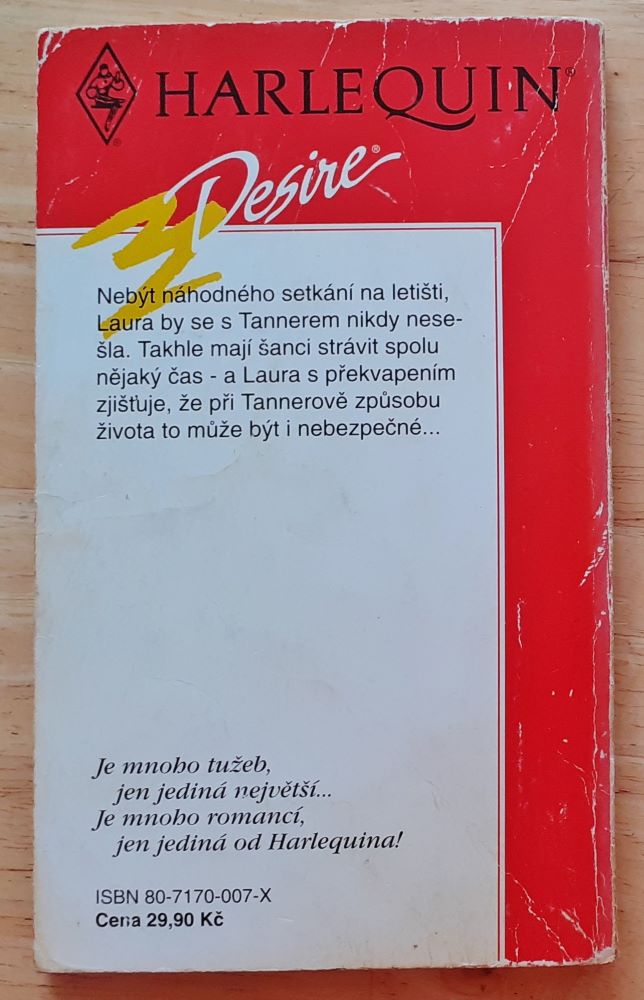 HARLEQUIN®
Desire®
Nebýt náhodného setkání na letišti,
Laura by se s Tannerem nikdy nese-
šla. Takhle mají šanci strávit spolu
nějaký čas - a Laura s překvapením
zjišťuje, že při Tannerově způsobu
života to může být i nebezpečné...
Je mnoho tužeb,
jen jediná největší...
Je mnoho romancí,
jen jediná od Harlequina!
ISBN 80-7170-007-X
Cena 29,90 Kč